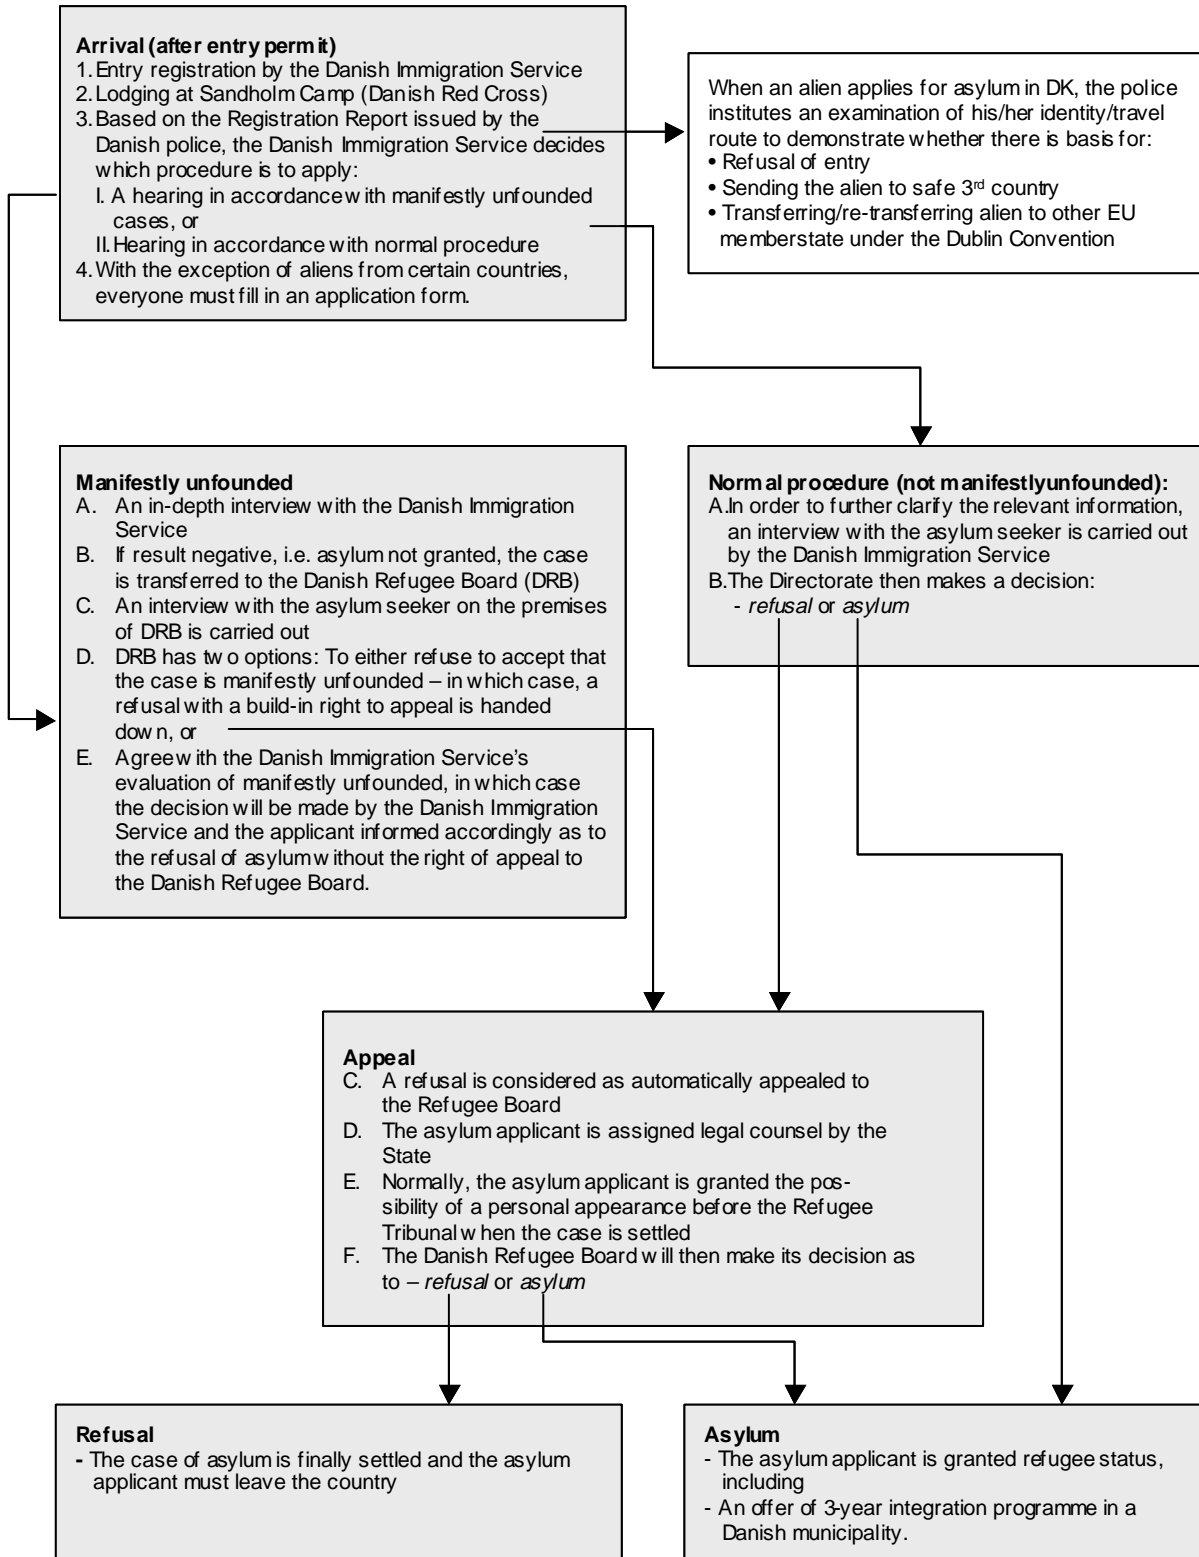 Arrival (after entry permit)
1. Entry registration by the Danish Immigration Service
2. Lodging at Sandholm Camp (Danish Red Cross)
3. Based on the Registration Report issued by the
Danish police, the Danish Immigration Service decides
which procedure is to apply:
I. A hearing in accordance with manifestly unfounded
cases, or
II. Hearing in accordance with normal procedure
4. With the exception of aliens from certain countries,
everyone must fill in an application form.
When an alien applies for asylum in DK, the police
institutes an examination of his/her identity/travel
route to demonstrate whether there is basis for:
• Refusal of entry
• Sending the alien to safe 3rd country
• Transferring/re-transferring alien to other EU
memberstate under the Dublin Convention
Manifestly unfounded
A. An in-depth interview with the Danish Immigration
Service
B. If result negative, i.e. asylum not granted, the case
is transferred to the Danish Refugee Board (DRB)
C. An interview with the asylum seeker on the premises
of DRB is carried out
D. DRB has two options: To either refuse to accept that
the case is manifestly unfounded – in which case, a
refusal with a build-in right to appeal is handed
down, or
E. Agree with the Danish Immigration Service's
evaluation of manifestly unfounded, in which case
the decision will be made by the Danish Immigration
Service and the applicant informed accordingly as to
the refusal of asylum without the right of appeal to
the Danish Refugee Board.
Normal procedure (not manifestly unfounded):
A. In order to further clarify the relevant information,
an interview with the asylum seeker is carried out
by the Danish Immigration Service
B. The Directorate then makes a decision:
- refusal or asylum
Appeal
C. A refusal is considered as automatically appealed to
the Refugee Board
D. The asylum applicant is assigned legal counsel by the
State
E. Normally, the asylum applicant is granted the pos-
sibility of a personal appearance before the Refugee
Tribunal when the case is settled
F. The Danish Refugee Board will then make its decision as
to – refusal or asylum
Refusal
- The case of asylum is finally settled and the asylum
applicant must leave the country
Asylum
- The asylum applicant is granted refugee status,
including
- An offer of 3-year integration programme in a
Danish municipality.